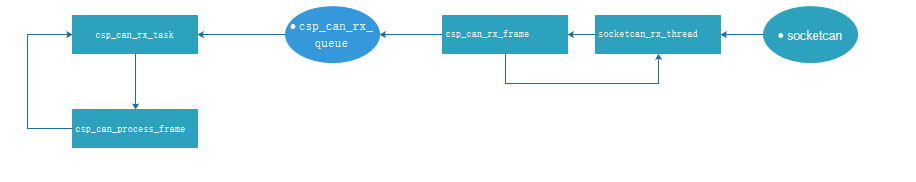 csp_can_rx_task
• csp_can_rx_
queue
csp_can_rx_frame
socketcan_rx_thread
• socketcan
csp_can_process_frame